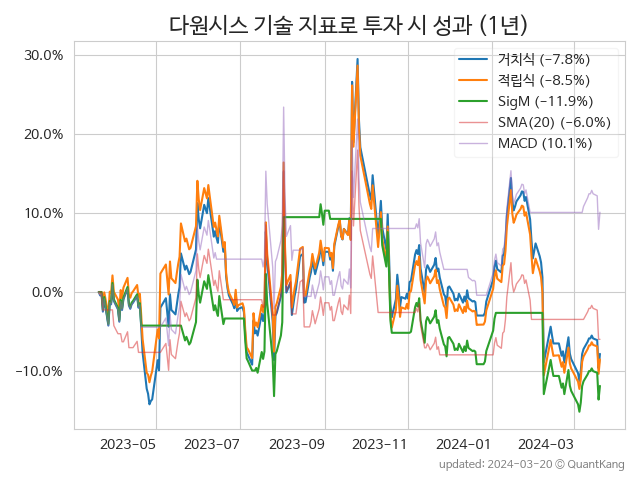 다원시스 기술 지표로 투자 시 성과 (1년)
30.0%
20.0%
10.0%
0.0%
−10.0%
거치식 (−7.8%)
적립식 (−8.5%)
SigM (−11.9%)
SMA(20) (−6.0%)
MACD (10.1%)
2023-05 2023-07 2023-09 2023-11 2024-01 2024-03
updated: 2024-03-20 © QuantKang